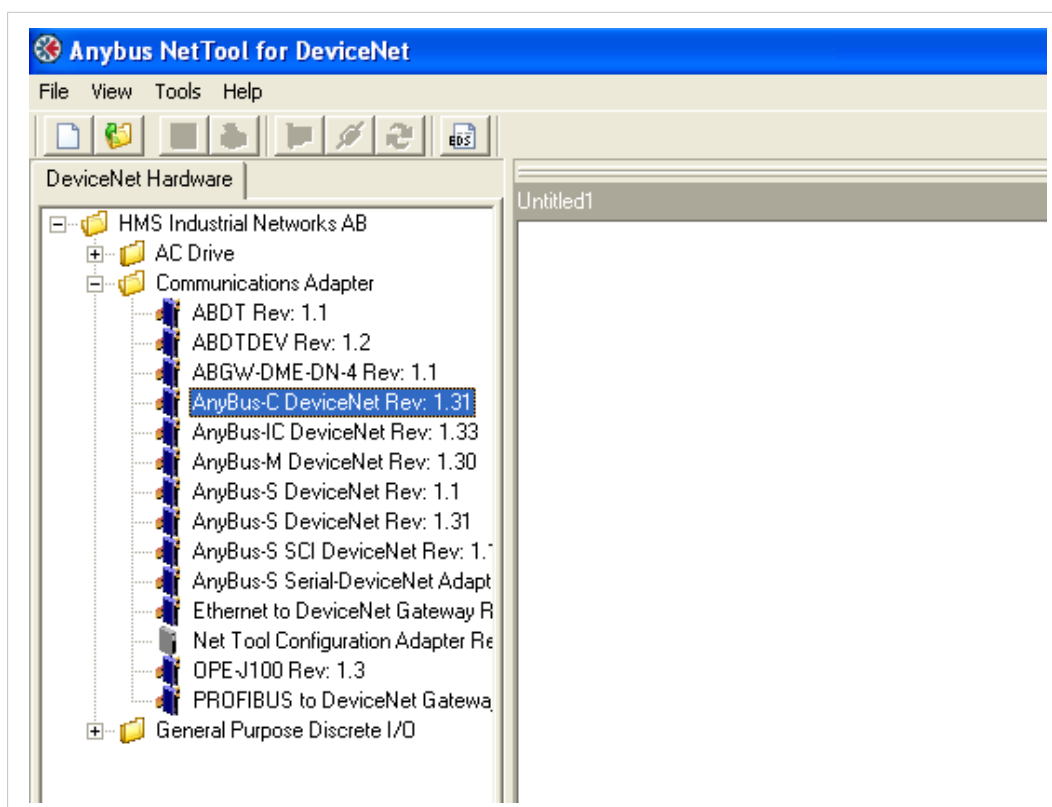 Anybus NetTool for DeviceNet
File View Tools Help
EDS
DeviceNet Hardware
Untitled1
HMS Industrial Networks AB
AC Drive
Communications Adapter
ABDT Rev: 1.1
ABDTDEV Rev: 1.2
ABGW-DME-DN-4 Rev: 1.1
AnyBus-C DeviceNet Rev: 1.31
AnyBus-IC DeviceNet Rev: 1.33
AnyBus-M DeviceNet Rev: 1.30
AnyBus-S DeviceNet Rev: 1.1
AnyBus-S DeviceNet Rev: 1.31
AnyBus-S SCI DeviceNet Rev: 1.
AnyBus-S Serial-DeviceNet Adapt
Ethernet to DeviceNet Gateway R
Net Tool Configuration Adapter Re
OPE-J100 Rev: 1.3
PROFIBUS to DeviceNet Gatewa
General Purpose Discrete I/O